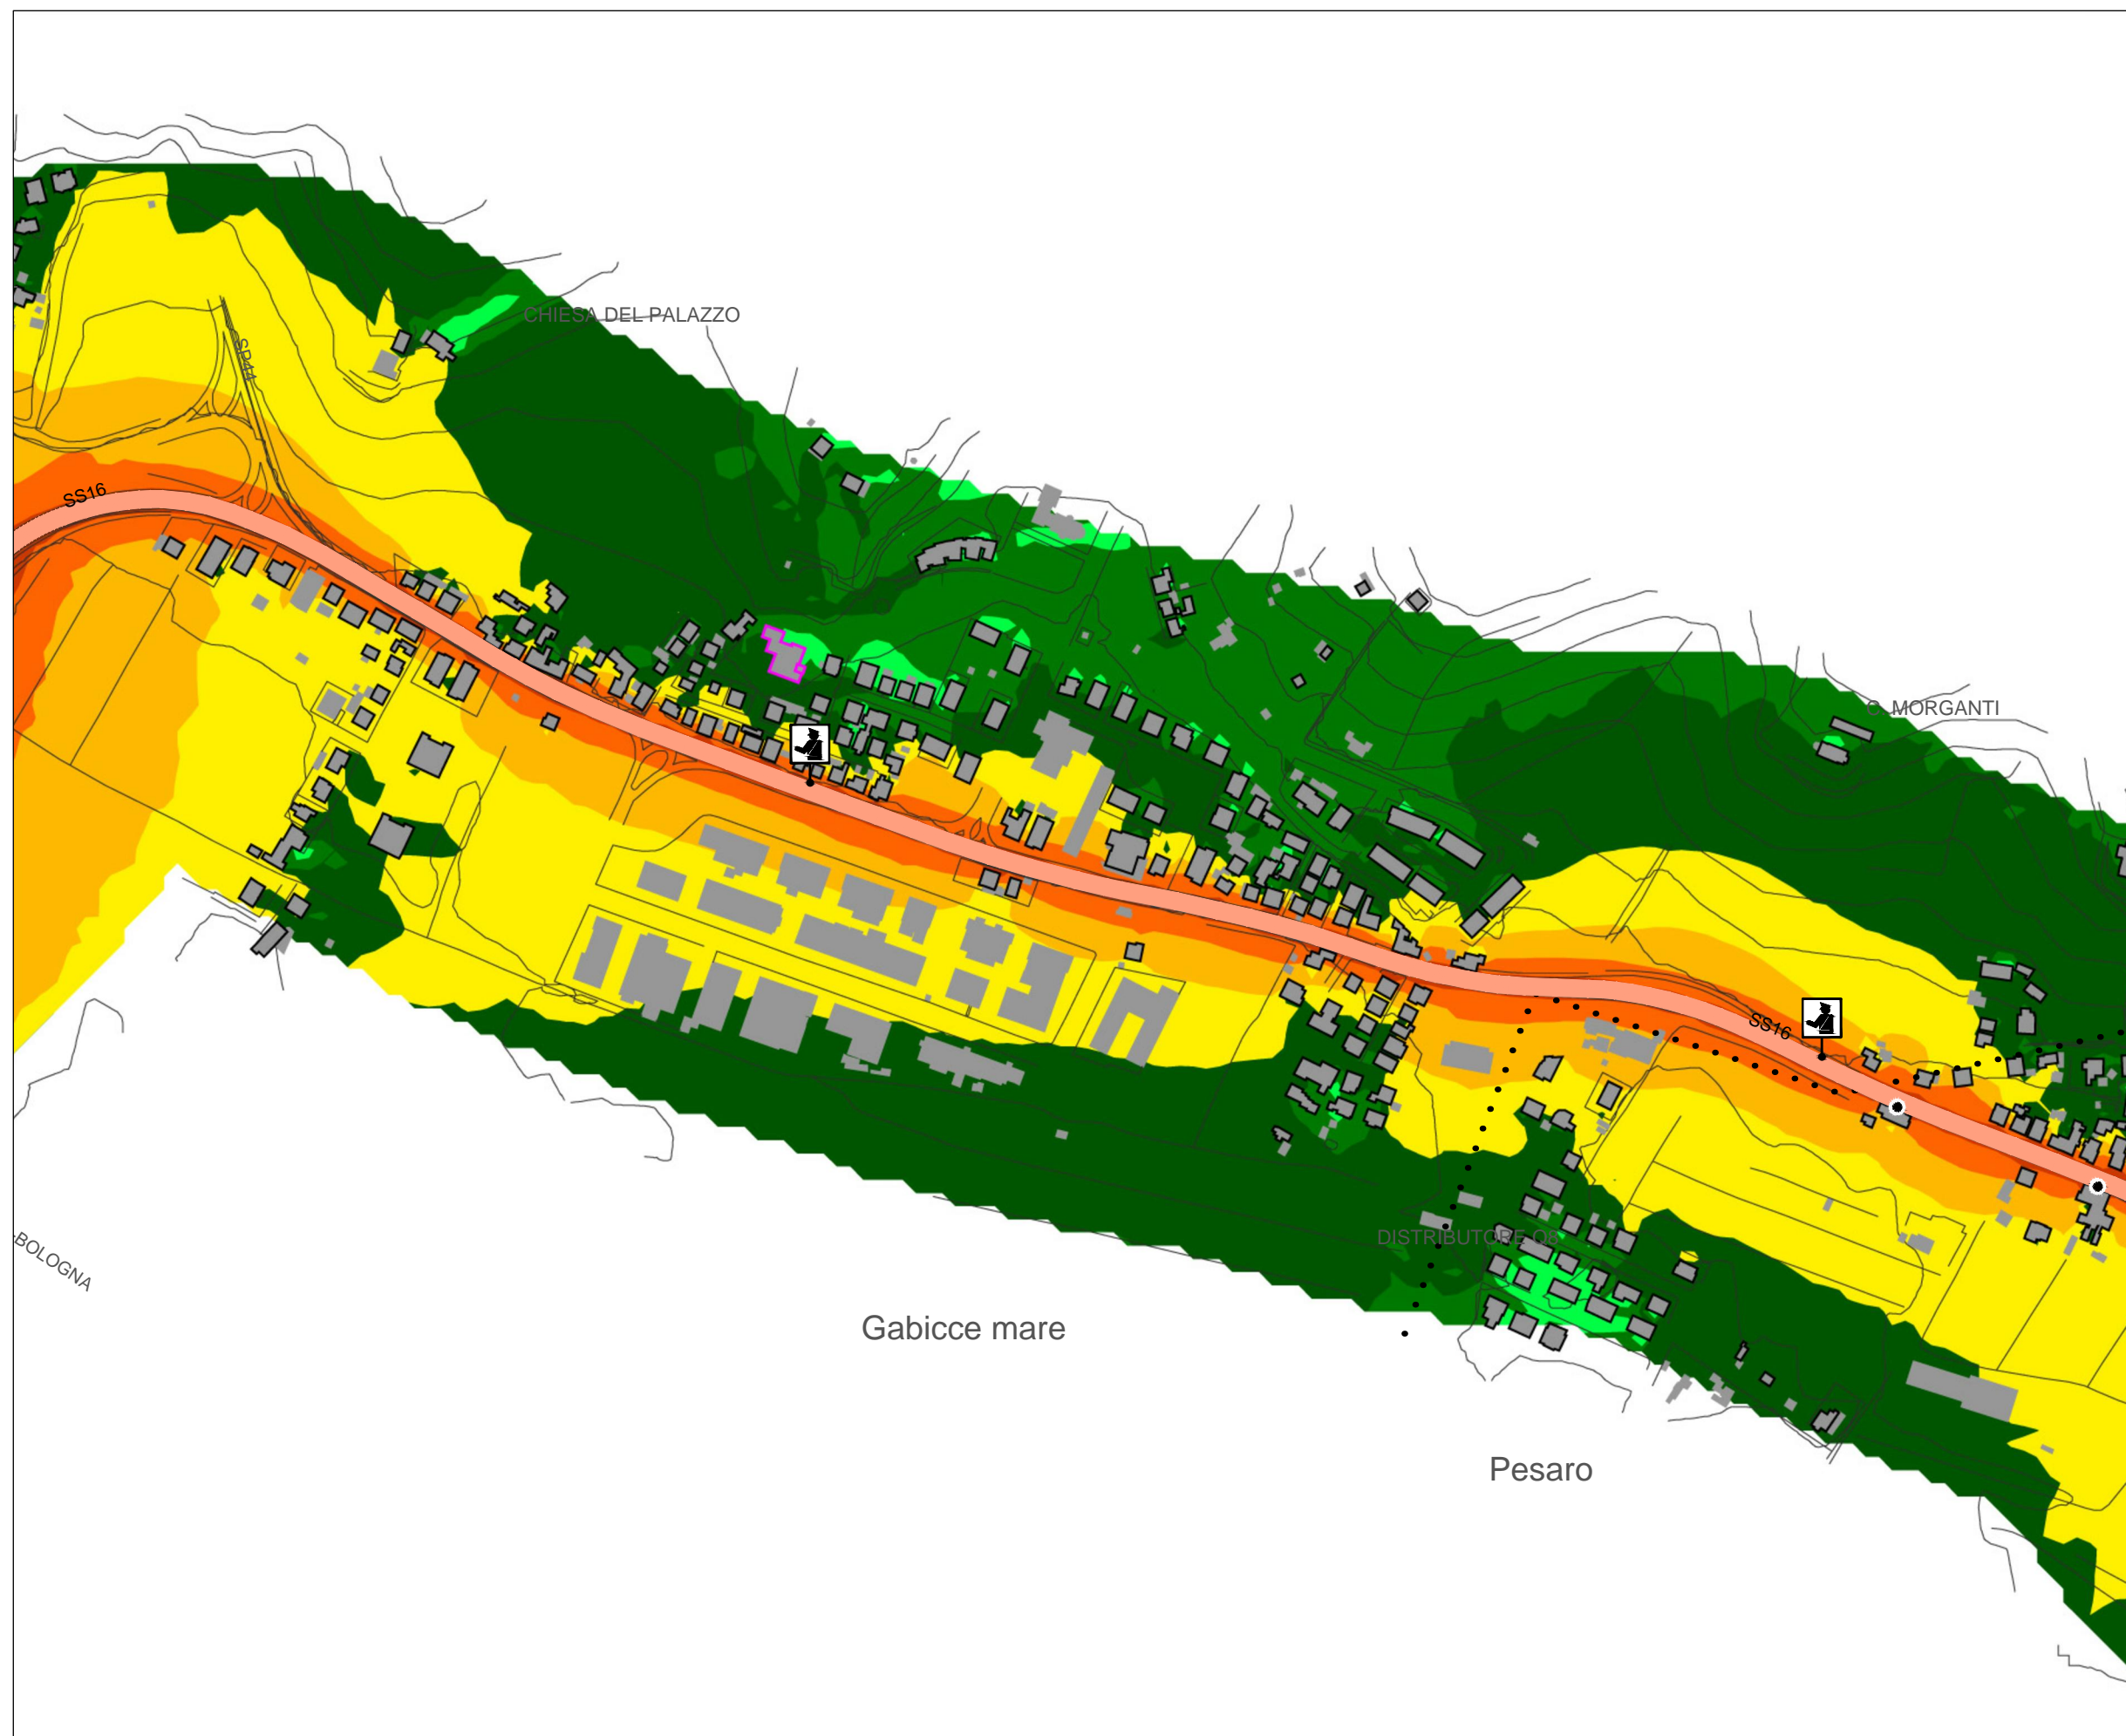 CHIESA DEL PALAZZO
SP44
SS16
C. MORGANTI
SS16
DISTRIBUTORE Q8
-BOLOGNA
Gabicce mare
Pesaro